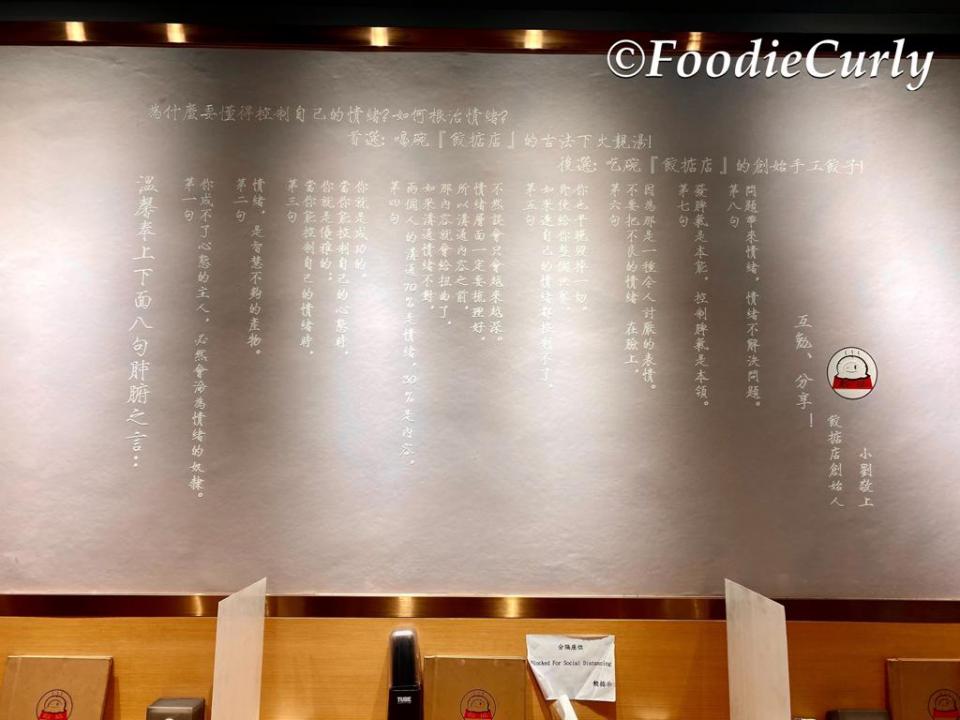 ©FoodieCurly
為什麼要懂得控制自己的情緒?如何根治情緒?
首選: 喝碗『餃掂店』的古法下火靚湯!
後選: 吃碗『餃掂店』的創始手工餃子!
溫馨奉上下面八句肺腑之言：
第一句
你成不了心態的主人，必然會淪為情緒的奴隸。
第二句
情緒，是智慧不夠的產物。
第三句
當你能控制自己的情緒時，
你就是優雅的，
當你能控制自己的心態時，
你就是成功的。
第四句
兩個人的溝通70%是情緒，30%是內容，
如果溝通情緒不對，
那內容就會給扭曲了，
所以溝通內容之前，
情緒層面一定要梳理好，
不然誤會只會越來越深。
第五句
如果連自己的情緒都控制不了，
即便給你整個世界，
你也早晚毀掉一切。
第六句
不要把不良的情緒 在臉上，
因為那是一種令人討厭的表情。
第七句
發脾氣是本能，控制脾氣是本領。
第八句
問題帶來情緒，情緒不解決問題。
互勉、分享！
餃掂店創始人
小劉敬上
分隔座位
Blocked For Social Distancing
TUBE